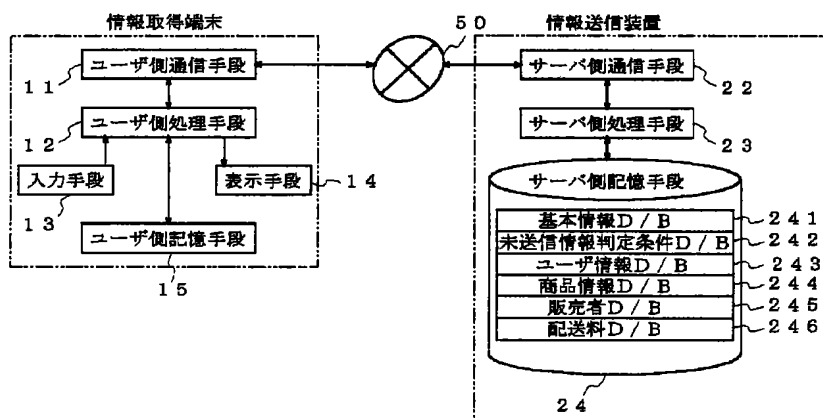 情報取得端末
ユーザ側通信手段
11
ユーザ側処理手段
12
入力手段
13
表示手段
14
ユーザ側記憶手段
15
50
情報送信装置
サーバ側通信手段
22
サーバ側処理手段
23
サーバ側記憶手段
基本情報D/B
241
未送信情報判定条件D/B
242
ユーザ情報D/B
243
商品情報D/B
244
販売者D/B
245
配送料D/B
246
24